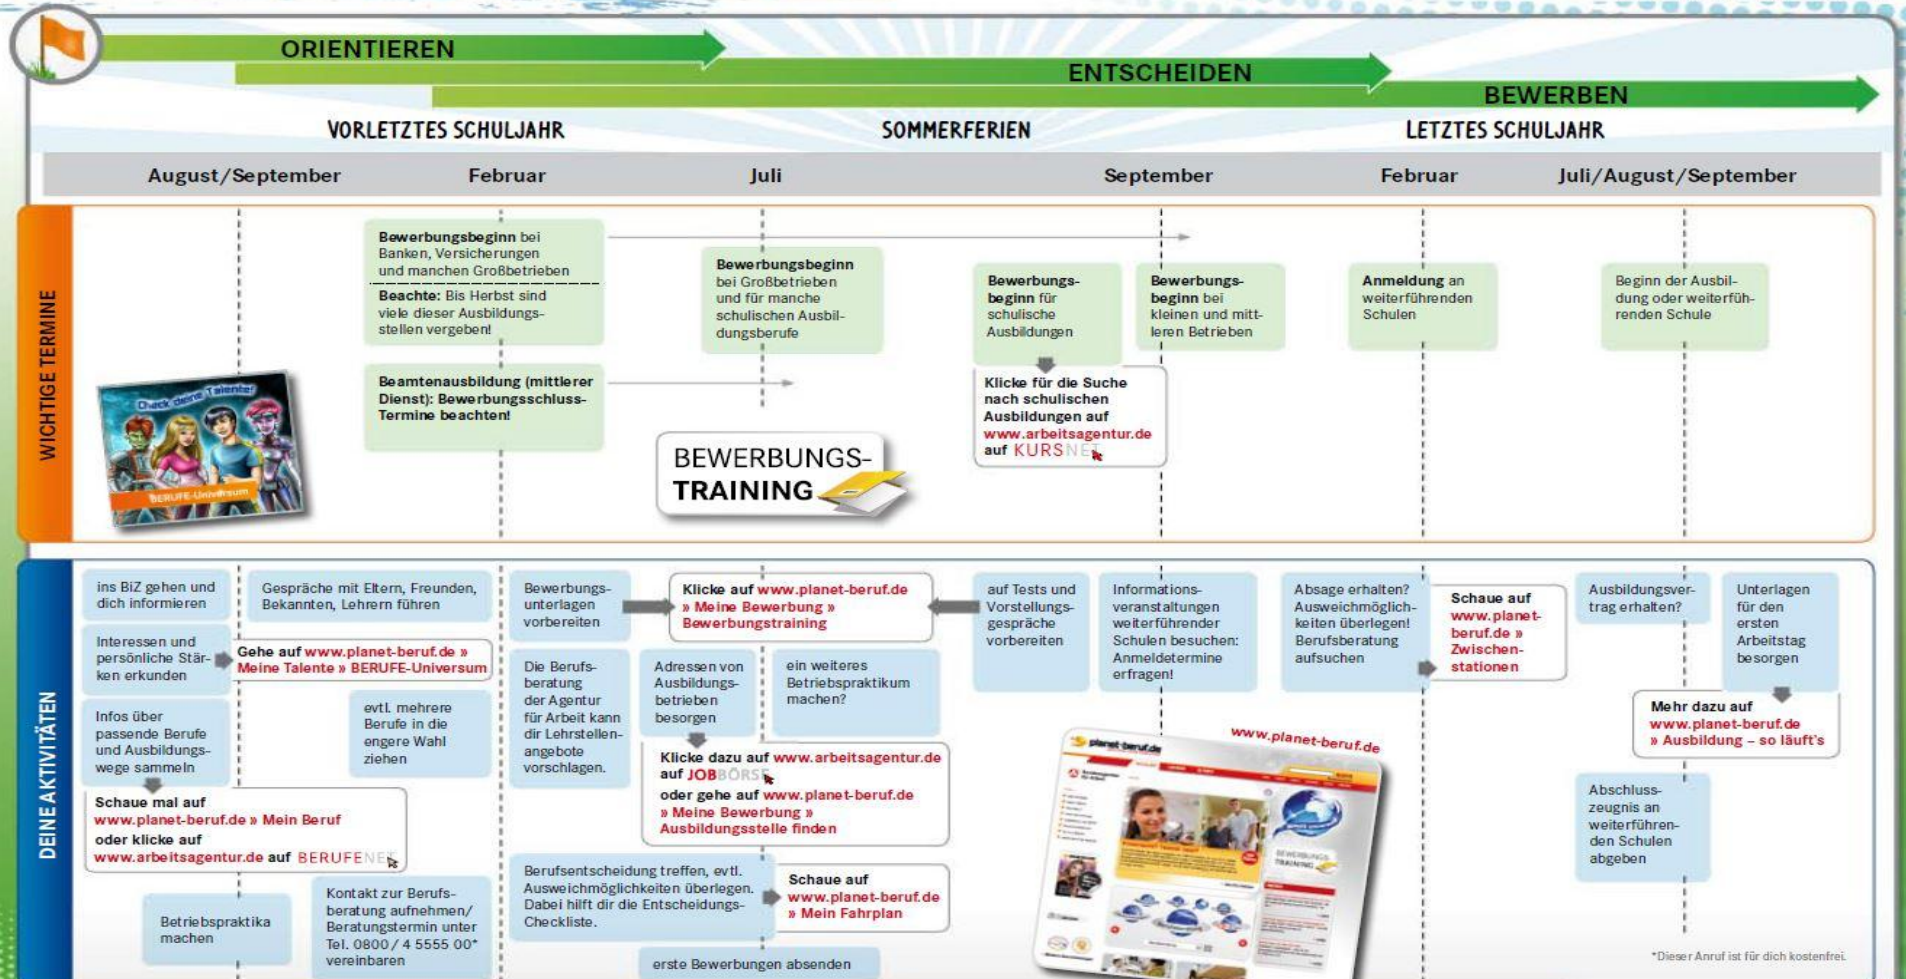 ORIENTIEREN
ENTSCHEIDEN
BEWERBEN
VORLETZTES SCHULJAHR
SOMMERFERIEN
LETZTES SCHULJAHR
August/September
Februar
Juli
September
Februar
Juli/August/September
WICHTIGE TERMINE
Bewerbungsbeginn bei
Banken, Versicherungen
und manchen Großbetrieben
Beachte: Bis Herbst sind
viele dieser Ausbildungs-
stellen vergeben!
Beamtenausbildung (mittlerer
Dienst): Bewerbungsschluss-
Termine beachten!
Bewerbungsbeginn
bei Großbetrieben
und für manche
schulischen Ausbil-
dungsberufe
Bewerbungs-
beginn für
schulische
Ausbildungen
Klicke für die Suche
nach schulischen
Ausbildungen auf
www.arbeitsagentur.de
auf KURSNET
Bewerbungs-
beginn bei
kleinen und mitt-
leren Betrieben
Anmeldung an
weiterführenden
Schulen
Beginn der Ausbil-
dung oder weiterfüh-
renden Schule
Check deine Talente!
BERUFE-Universum
BEWERBUNGS-
TRAINING
DEINE AKTIVITÄTEN
ins BiZ gehen und
dich informieren
Gespräche mit Eltern, Freunden,
Bekannten, Lehrern führen
Interessen und
persönliche Stär-
ken erkunden
Gehe auf www.planet-beruf.de »
Meine Talente » BERUFE-Universum
Infos über
passende Berufe
und Ausbildungs-
wege sammeln
evtl. mehrere
Berufe in die
engere Wahl
ziehen
Schaue mal auf
www.planet-beruf.de » Mein Beruf
oder klicke auf
www.arbeitsagentur.de auf BERUFENET
Betriebspraktika
machen
Kontakt zur Berufs-
beratung aufnehmen/
Beratungstermin unter
Tel. 0800 / 4 5555 00*
vereinbaren
Bewerbungs-
unterlagen
vorbereiten
Klicke auf www.planet-beruf.de
» Meine Bewerbung »
Bewerbungstraining
Die Berufs-
beratung
der Agentur
für Arbeit kann
dir Lehrstellen-
angebote
vorschlagen.
Adressen von
Ausbildungs-
betrieben
besorgen
ein weiteres
Betriebspraktikum
machen?
Klicke dazu auf www.arbeitsagentur.de
auf JOBBÖRSE
oder gehe auf www.planet-beruf.de
» Meine Bewerbung »
Ausbildungsstelle finden
Berufsentscheidung treffen, evtl.
Ausweichmöglichkeiten überlegen.
Dabei hilft dir die Entscheidungs-
Checkliste.
Schaue auf
www.planet-beruf.de
» Mein Fahrplan
erste Bewerbungen absenden
auf Tests und
Vorstellungs-
gespräche
vorbereiten
Informations-
veranstaltungen
weiterführender
Schulen besuchen:
Anmeldetermine
erfragen!
Absage erhalten?
Ausweichmöglich-
keiten überlegen!
Berufsberatung
aufsuchen
Schaue auf
www.planet-
beruf.de »
Zwischen-
stationen
Ausbildungsver-
trag erhalten?
Unterlagen
für den
ersten
Arbeitstag
besorgen
Mehr dazu auf
www.planet-beruf.de
» Ausbildung – so läuft's
Abschluss-
zeugnis an
weiterführen-
den Schulen
abgeben
www.planet-beruf.de
planet-beruf.de
BEWERBUNGS-
TRAINING
*Dieser Anruf ist für dich kostenfrei.